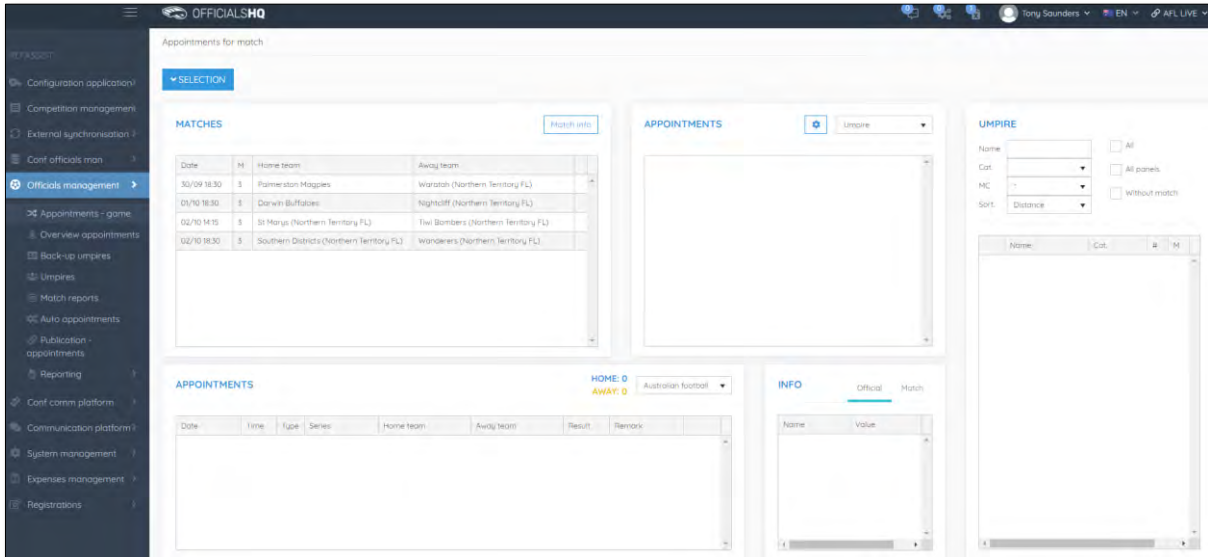 OFFICIALSHQ
Tony Saunders
EN
AFL LIVE
REFASSIST
Configuration application
Competition management
External synchronisation
Conf officials man
Officials management
Appointments - game
Overview appointments
Back-up umpires
Umpires
Match reports
Auto appointments
Publication -
appointments
Reporting
Conf comm platform
Communication platform
System management
Expenses management
Registrations
Appointments for match
SELECTION
MATCHES
Match info
Date M Home team Away team
30/09 18:30 3 Palmerston Magpies Waratah (Northern Territory FL)
01/10 18:30 3 Darwin Buffaloes Nightcliff (Northern Territory FL)
02/10 14:15 3 St Marys (Northern Territory FL) Tiwi Bombers (Northern Territory FL)
02/10 18:30 3 Southern Districts (Northern Territory FL) Wanderers (Northern Territory FL)
APPOINTMENTS
Umpire
UMPIRE
Name
All
Cat.
All panels
MC
-
Without match
Sort.
Distance
Name Cat. # M
APPOINTMENTS
HOME: 0
AWAY: 0
Australian football
Date Time Type Series Home team Away team Result Remark
INFO
Official Match
Name Value